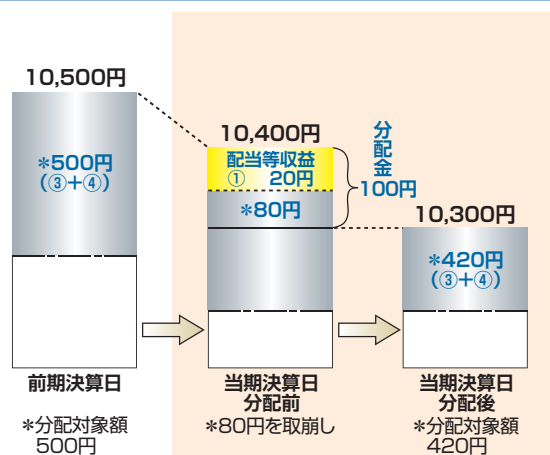 10,500円
＊500円
（③＋④）
前期決算日
＊分配対象額
500円
10,400円
配当等収益
① 20円
＊80円
分配金
100円
当期決算日
分配前
＊80円を取崩し
10,300円
＊420円
（③＋④）
当期決算日
分配後
＊分配対象額
420円